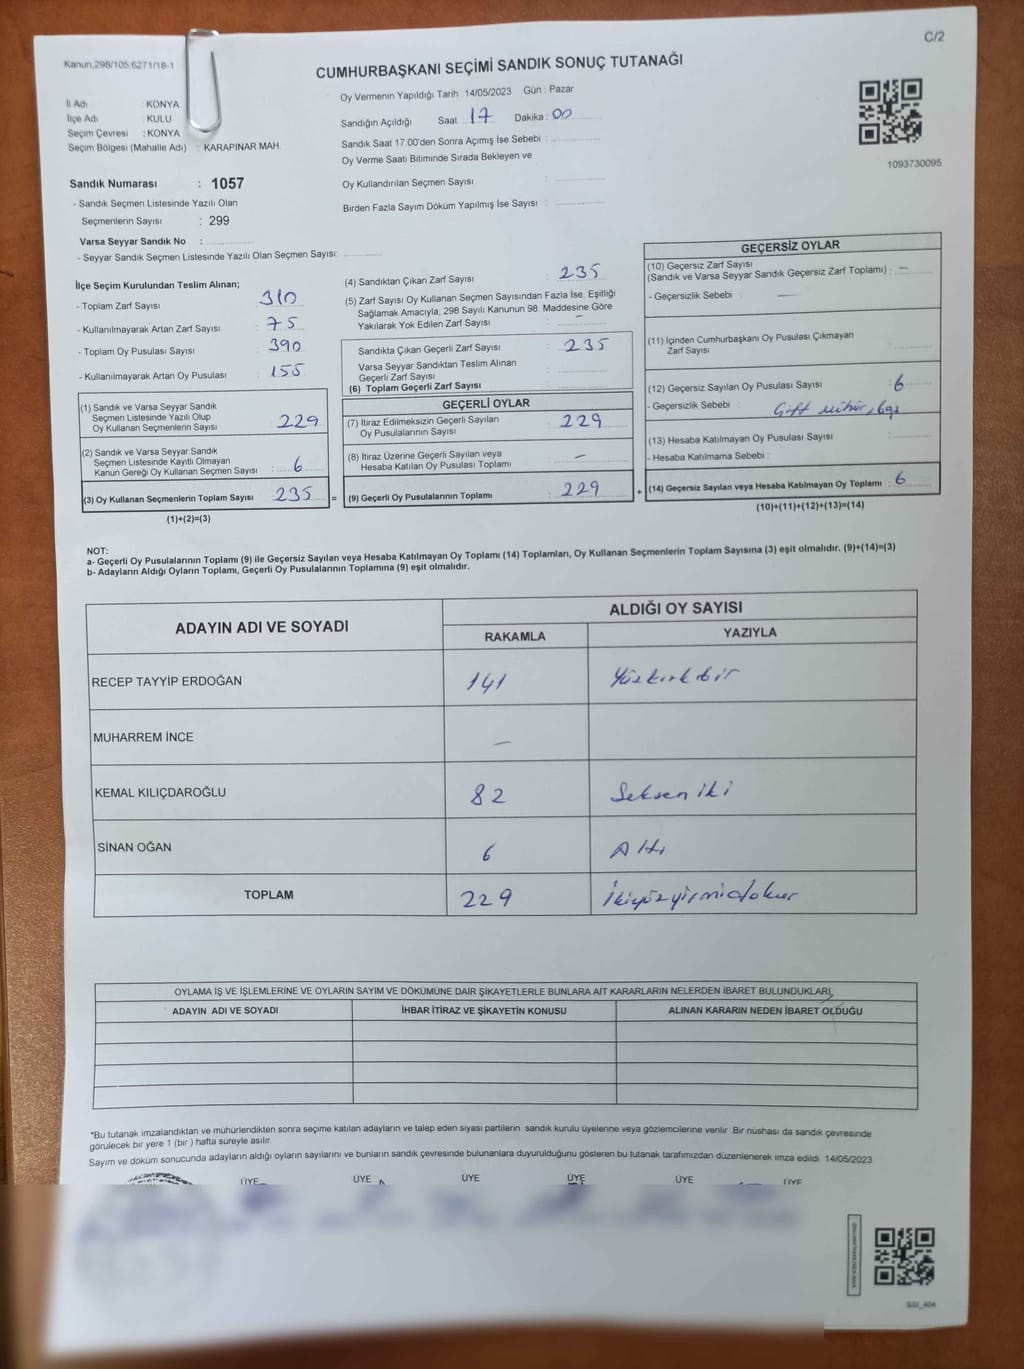 C/2
Kanun:298/105;6271/18-1
CUMHURBAŞKANI SEÇİMİ SANDIK SONUÇ TUTANAĞI
Oy Vermenin Yapıldığı Tarih : 14/05/2023 Gün : Pazar
İl Adı : KONYA
İlçe Adı : KULU
Seçim Çevresi : KONYA
Seçim Bölgesi (Mahalle Adı) : KARAPINAR MAH.
Sandığın Açıldığı Saat : 17 Dakika : 00
Sandık Saat 17:00'den Sonra Açımış İse Sebebi :
Oy Verme Saati Bitiminde Sırada Bekleyen ve
Oy Kullandırılan Seçmen Sayısı :
Birden Fazla Sayım Döküm Yapılmış İse Sayısı :
1093730095
Sandık Numarası : 1057
- Sandık Seçmen Listesinde Yazılı Olan
Seçmenlerin Sayısı : 299
Varsa Seyyar Sandık No :
- Seyyar Sandık Seçmen Listesinde Yazılı Olan Seçmen Sayısı:
İlçe Seçim Kurulundan Teslim Alınan;
- Toplam Zarf Sayısı : 310
- Kullanılmayarak Artan Zarf Sayısı : 75
- Toplam Oy Pusulası Sayısı : 390
- Kullanılmayarak Artan Oy Pusulası : 155
(1) Sandık ve Varsa Seyyar Sandık
Seçmen Listesinde Yazılı Olup
Oy Kullanan Seçmenlerin Sayısı : 229
(2) Sandık ve Varsa Seyyar Sandık
Seçmen Listesinde Kayıtlı Olmayan
Kanun Gereği Oy Kullanan Seçmen Sayısı : 6
(3) Oy Kullanan Seçmenlerin Toplam Sayısı : 235 =
(1)+(2)=(3)
(4) Sandıktan Çıkan Zarf Sayısı : 235
(5) Zarf Sayısı Oy Kullanan Seçmen Sayısından Fazla İse, Eşitliği
Sağlamak Amacıyla, 298 Sayılı Kanunun 98. Maddesine Göre
Yakılarak Yok Edilen Zarf Sayısı : –
Sandıkta Çıkan Geçerli Zarf Sayısı : 235
Varsa Seyyar Sandıktan Teslim Alınan
Geçerli Zarf Sayısı :
(6) Toplam Geçerli Zarf Sayısı :
GEÇERLİ OYLAR
(7) İtiraz Edilmeksizin Geçerli Sayılan
Oy Pusulalarının Sayısı : 229
(8) İtiraz Üzerine Geçerli Sayılan veya
Hesaba Katılan Oy Pusulası Toplamı : –
(9) Geçerli Oy Pusulalarının Toplamı : 229 +
GEÇERSİZ OYLAR
(10) Geçersiz Zarf Sayısı
(Sandık ve Varsa Seyyar Sandık Geçersiz Zarf Toplamı) : –
- Geçersizlik Sebebi : —
(11) İçinden Cumhurbaşkanı Oy Pusulası Çıkmayan
Zarf Sayısı :
(12) Geçersiz Sayılan Oy Pusulası Sayısı : 6
- Geçersizlik Sebebi : Çift mühür,
(13) Hesaba Katılmayan Oy Pusulası Sayısı :
- Hesaba Katılmama Sebebi :
(14) Geçersiz Sayılan veya Hesaba Katılmayan Oy Toplamı : 6
(10)+(11)+(12)+(13)=(14)
NOT:
a- Geçerli Oy Pusulalarının Toplamı (9) ile Geçersiz Sayılan veya Hesaba Katılmayan Oy Toplamı (14) Toplamları, Oy Kullanan Seçmenlerin Toplam Sayısına (3) eşit olmalıdır. (9)+(14)=(3)
b- Adayların Aldığı Oyların Toplamı, Geçerli Oy Pusulalarının Toplamına (9) eşit olmalıdır.
ADAYIN ADI VE SOYADI
ALDIĞI OY SAYISI
RAKAMLA YAZIYLA
RECEP TAYYİP ERDOĞAN 141 Yüzkırkbir
MUHARREM İNCE –
KEMAL KILIÇDAROĞLU 82 Seksen iki
SİNAN OĞAN 6 Altı
TOPLAM 229 İkiyüzyirmidokuz
OYLAMA İŞ VE İŞLEMLERİNE VE OYLARIN SAYIM VE DÖKÜMÜNE DAİR ŞİKAYETLERLE BUNLARA AİT KARARLARIN NELERDEN İBARET BULUNDUKLARI,
ADAYIN ADI VE SOYADI İHBAR İTİRAZ VE ŞİKAYETİN KONUSU ALINAN KARARIN NEDEN İBARET OLDUĞU
*Bu tutanak imzalandıktan ve mühürlendikten sonra seçime katılan adayların ve talep eden siyasi partilerin sandık kurulu üyelerine veya gözlemcilerine verilir .Bir nüshası da sandık çevresinde
görülecek bir yere 1 (bir ) hafta süreyle asılır.
Sayım ve döküm sonucunda adayların aldığı oyların sayılarını ve bunların sandık çevresinde bulunanlara duyurulduğunu gösteren bu tutanak tarafımızdan düzenlenerek imza edildi. 14/05/2023
ÜYE ÜYE ÜYE ÜYE ÜYE ÜYE
SSI_404